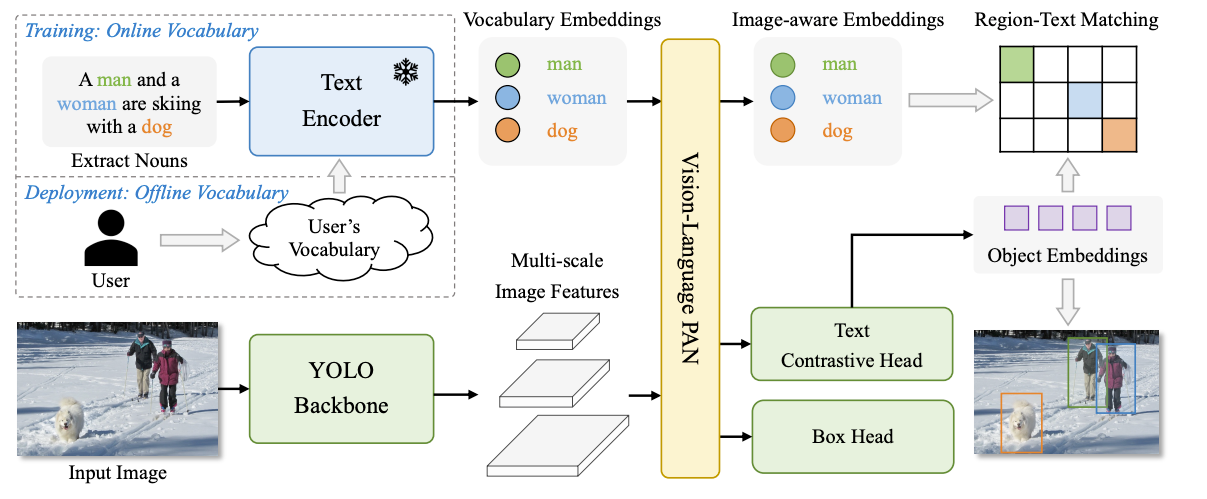 Training: Online Vocabulary
A man and a
woman are skiing
with a dog
Extract Nouns
Text
Encoder
Deployment: Offline Vocabulary
User
User's
Vocabulary
Vocabulary Embeddings
man
woman
dog
Image-aware Embeddings
man
woman
dog
Region-Text Matching
Vision-Language PAN
Object Embeddings
Multi-scale
Image Features
Input Image
YOLO
Backbone
Text
Contrastive Head
Box Head